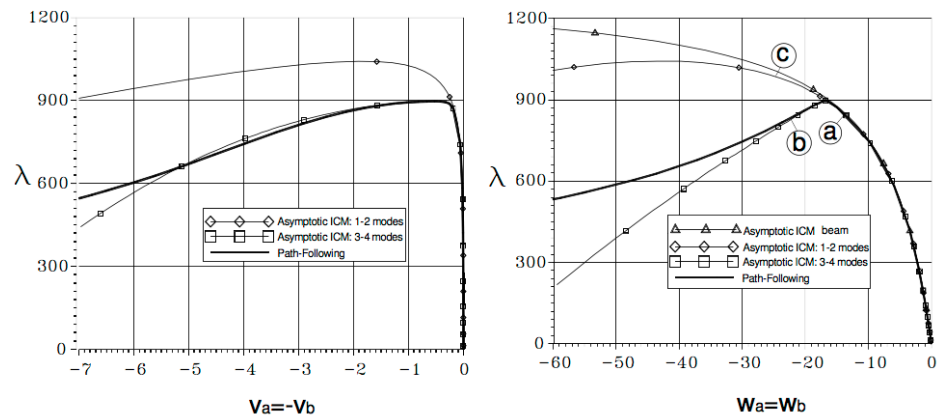 1200
900
λ
600
300
0
-7
-6
-5
-4
-3
-2
-1
0
Asymptotic ICM: 1-2 modes
Asymptotic ICM: 3-4 modes
Path-Following
va=-vb
1200
900
λ
600
300
0
-60
-50
-40
-30
-20
-10
0
c
a
b
Asymptotic ICM beam
Asymptotic ICM: 1-2 modes
Asymptotic ICM: 3-4 modes
Path-Following
wa=wb